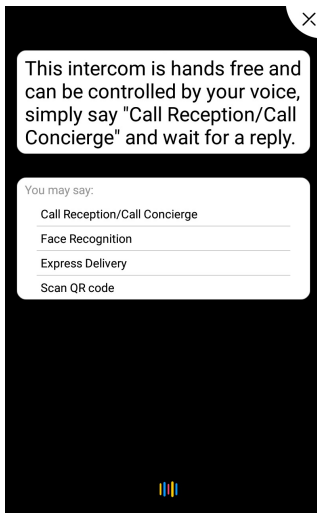 This intercom is hands free and
can be controlled by your voice,
simply say "Call Reception/Call
Concierge" and wait for a reply.
You may say:
Call Reception/Call Concierge
Face Recognition
Express Delivery
Scan QR code